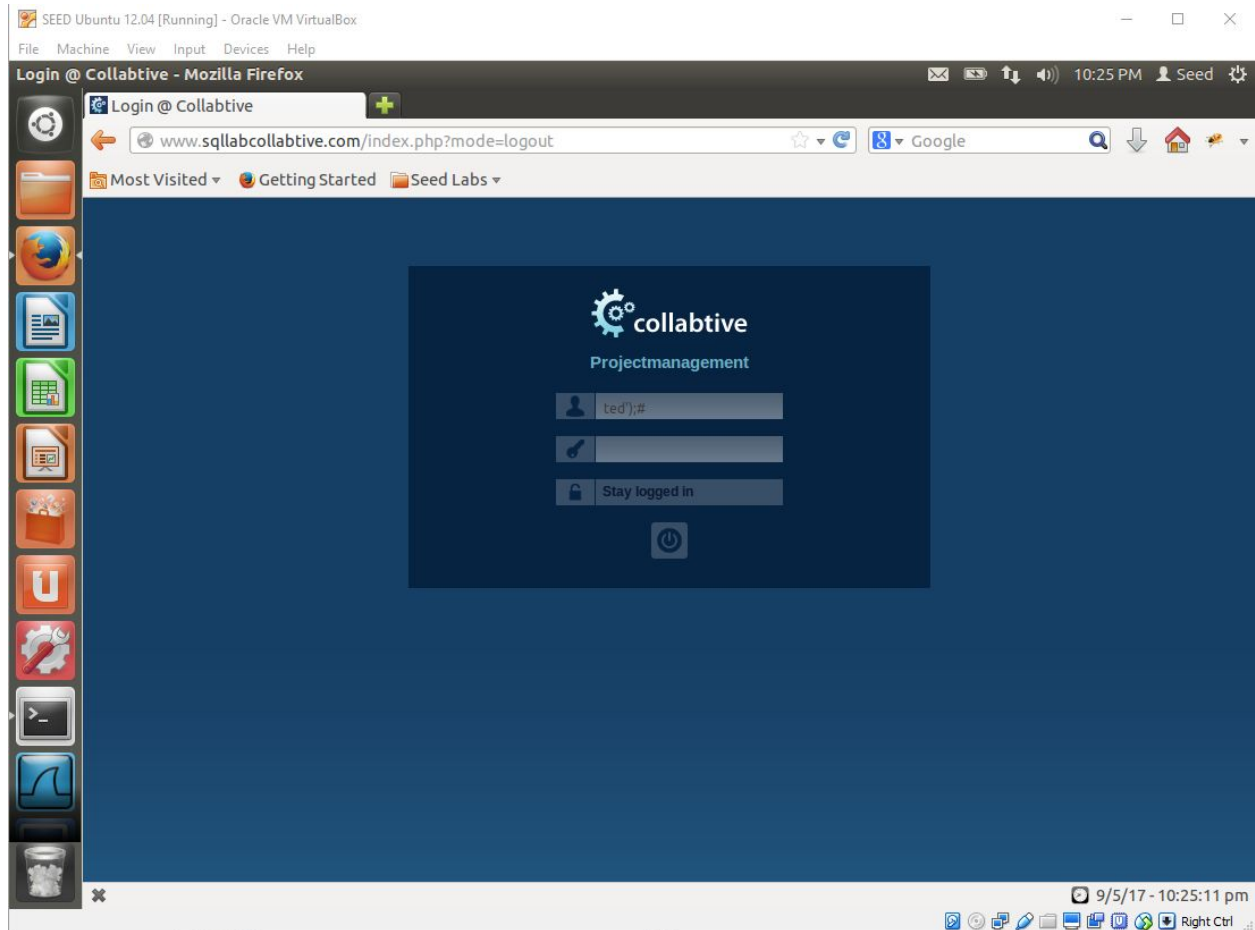 SEED Ubuntu 12.04 [Running] - Oracle VM VirtualBox
File Machine View Input Devices Help
Login @ Collabtive - Mozilla Firefox 10:25 PM Seed
Login @ Collabtive
www.sqllabcollabtive.com/index.php?mode=logout Google
Most Visited Getting Started Seed Labs
collabtive
Projectmanagement
ted');#
Stay logged in
9/5/17 - 10:25:11 pm
Right Ctrl